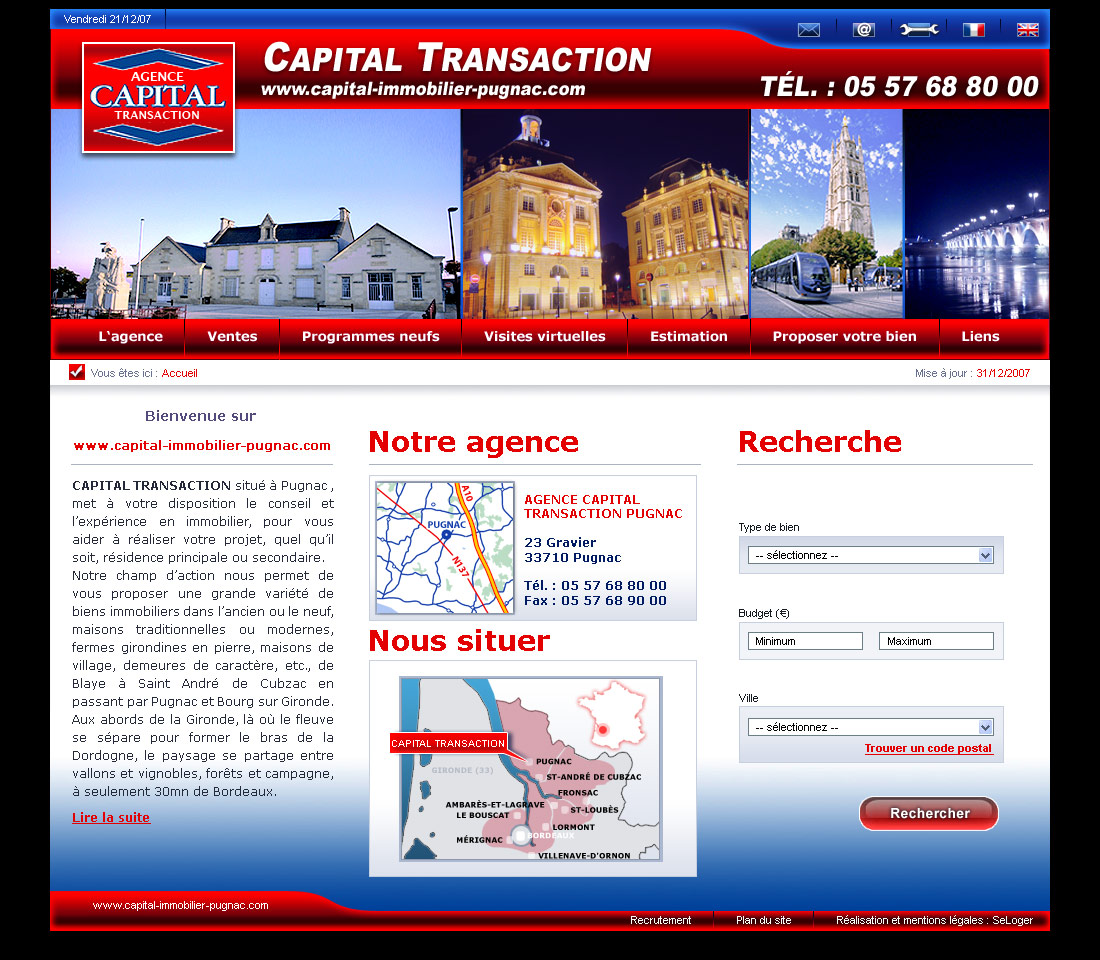 Vendredi 21/12/07
AGENCE
CAPITAL
TRANSACTION
CAPITAL TRANSACTION
www.capital-immobilier-pugnac.com
TÉL. : 05 57 68 80 00
L'agence
Ventes
Programmes neufs
Visites virtuelles
Estimation
Proposer votre bien
Liens
Vous êtes ici : Accueil
Mise à jour : 31/12/2007
Bienvenue sur
www.capital-immobilier-pugnac.com
CAPITAL TRANSACTION situé à Pugnac ,
met à votre disposition le conseil et
l'expérience en immobilier, pour vous
aider à réaliser votre projet, quel qu'il
soit, résidence principale ou secondaire.
Notre champ d'action nous permet de
vous proposer une grande variété de
biens immobiliers dans l'ancien ou le neuf,
maisons traditionnelles ou modernes,
fermes girondines en pierre, maisons de
village, demeures de caractère, etc., de
Blaye à Saint André de Cubzac en
passant par Pugnac et Bourg sur Gironde.
Aux abords de la Gironde, là où le fleuve
se sépare pour former le bras de la
Dordogne, le paysage se partage entre
vallons et vignobles, forêts et campagne,
à seulement 30mn de Bordeaux.
Lire la suite
Notre agence
A10
PUGNAC
N137
AGENCE CAPITAL
TRANSACTION PUGNAC
23 Gravier
33710 Pugnac
Tél. : 05 57 68 80 00
Fax : 05 57 68 90 00
Nous situer
CAPITAL TRANSACTION
PUGNAC
GIRONDE (33)
ST-ANDRÉ DE CUBZAC
FRONSAC
AMBARÈS-ET-LAGRAVE
ST-LOUBÈS
LE BOUSCAT
LORMONT
BORDEAUX
MÉRIGNAC
VILLENAVE-D'ORNON
Recherche
Type de bien
-- sélectionnez --
Budget (€)
Minimum
Maximum
Ville
-- sélectionnez --
Trouver un code postal
Rechercher
www.capital-immobilier-pugnac.com
Recrutement
Plan du site
Réalisation et mentions légales : SeLoger